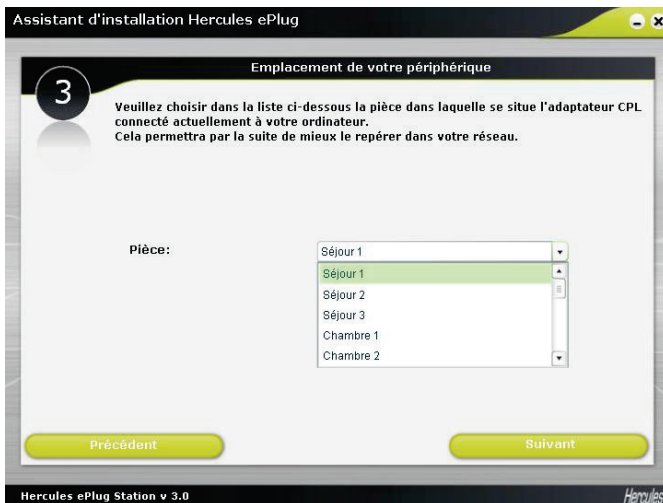 Assistant d'installation Hercules ePlug
Emplacement de votre périphérique
3
Veuillez choisir dans la liste ci-dessous la pièce dans laquelle se situe l'adaptateur CPL
connecté actuellement à votre ordinateur.
Cela permettra par la suite de mieux le repérer dans votre réseau.
Pièce:
Séjour 1
Séjour 1
Séjour 2
Séjour 3
Chambre 1
Chambre 2
Précédent
Suivant
Hercules ePlug Station v 3.0
Hercules